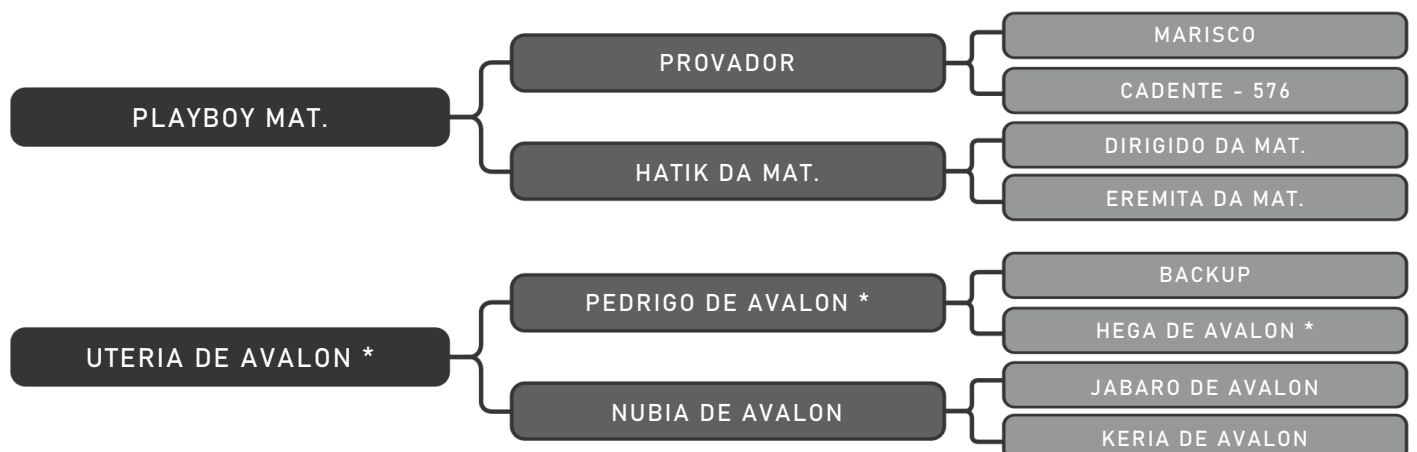 MARISCO
PROVADOR
CADENTE - 576
PLAYBOY MAT.
DIRIGIDO DA MAT.
HATIK DA MAT.
EREMITA DA MAT.
BACKUP
PEDRIGO DE AVALON *
HEGA DE AVALON *
UTERIA DE AVALON *
JABARO DE AVALON
NUBIA DE AVALON
KERIA DE AVALON